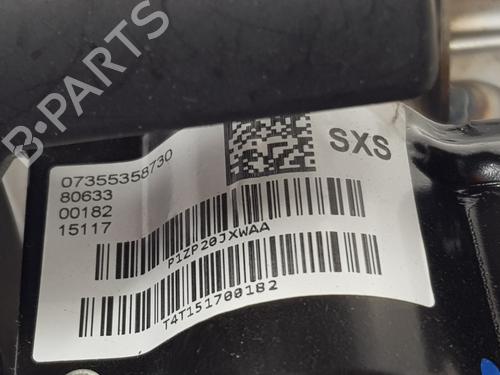 B-PARTS
SXS
07355358730
80633
00182
15117
P1ZP20JXWAA
T4T151700182